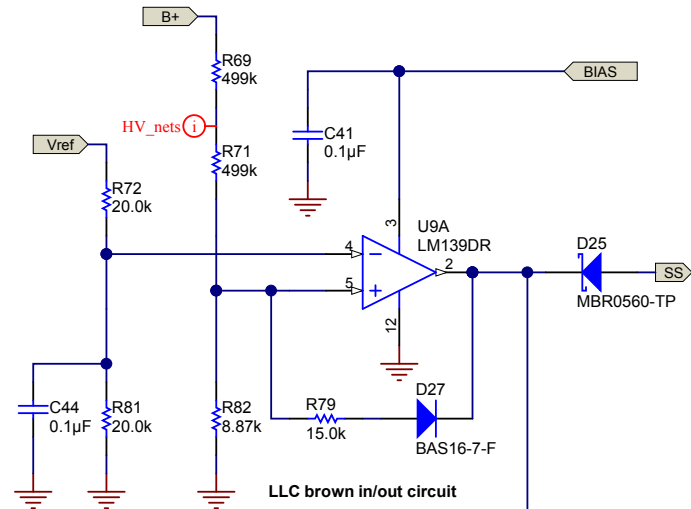 B+
R69
499k
BIAS
HV_nets
i
C41
0.1µF
Vref
R71
499k
R72
20.0k
3
U9A
LM139DR
4
2
D25
SS
5
MBR0560-TP
12
C44
0.1µF
R81
20.0k
R82
8.87k
R79
15.0k
D27
BAS16-7-F
LLC brown in/out circuit